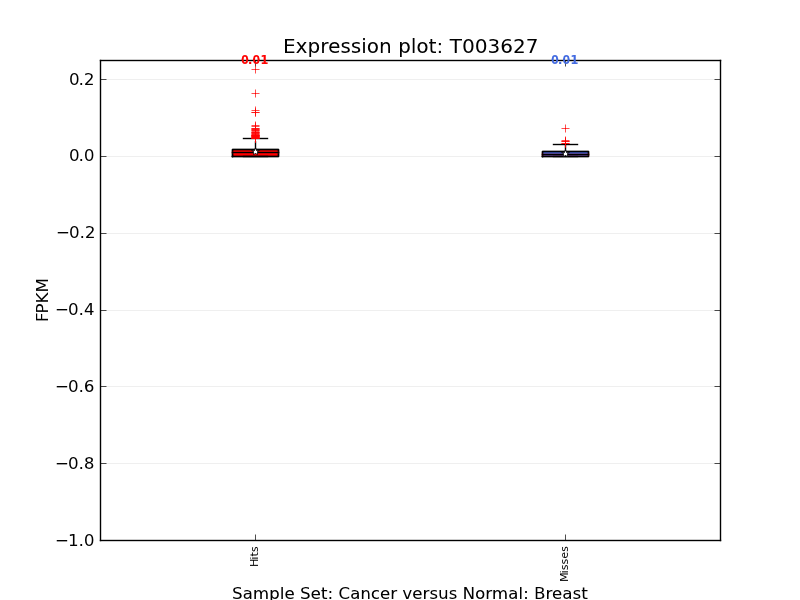 Expression plot: T003627
0.01 0.01
0.2
0.0
−0.2
−0.4
−0.6
−0.8
−1.0
FPKM
Hits Misses
Sample Set: Cancer versus Normal: Breast